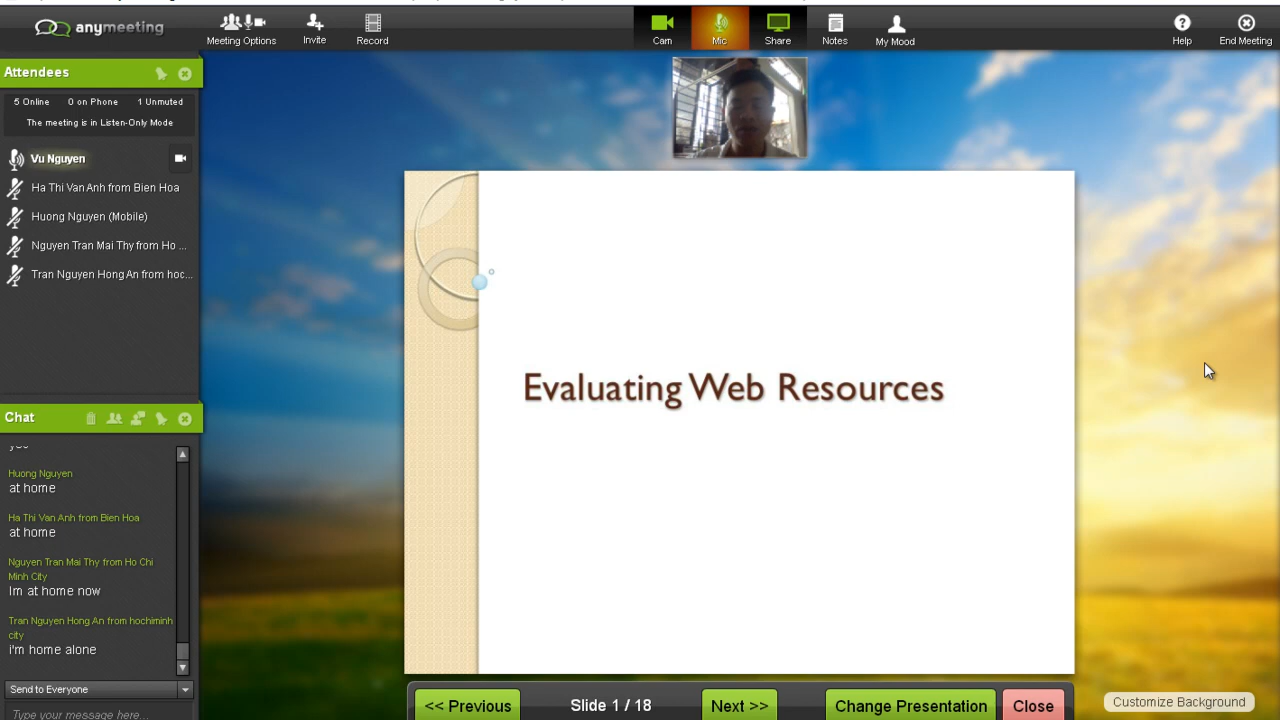 anymeeting
Meeting Options
Invite
Record
Cam
Mic
Share
Notes
My Mood
Help
End Meeting
Attendees
5 Online 0 on Phone 1 Unmuted
The meeting is in Listen-Only Mode
Vu Nguyen
Ha Thi Van Anh from Bien Hoa
Huong Nguyen (Mobile)
Nguyen Tran Mai Thy from Ho ...
Tran Nguyen Hong An from hoc...
Chat
Huong Nguyen
at home
Ha Thi Van Anh from Bien Hoa
at home
Nguyen Tran Mai Thy from Ho Chi
Minh City
Im at home now
Tran Nguyen Hong An from hochiminh
city
i'm home alone
Send to Everyone
Type your message here...
Evaluating Web Resources
<< Previous
Slide 1 / 18
Next >>
Change Presentation
Close
Customize Background